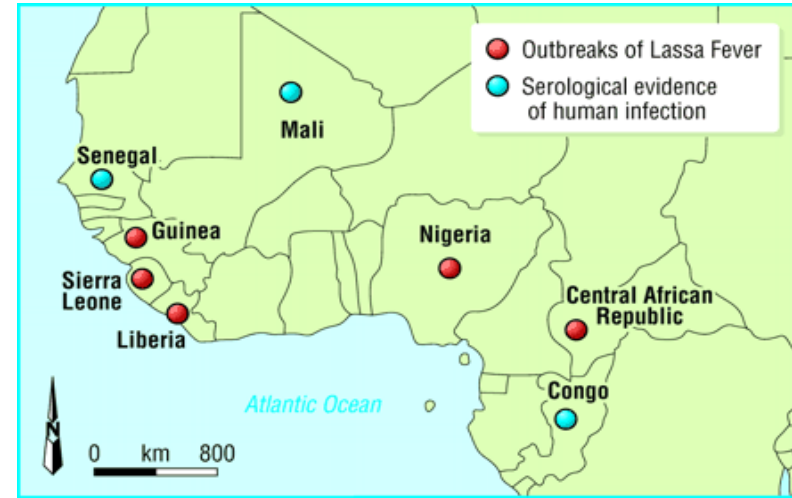 Outbreaks of Lassa Fever
Serological evidence
of human infection
Mali
Senegal
Guinea
Nigeria
Sierra
Leone
Central African
Republic
Liberia
Congo
Atlantic Ocean
N
0 km 800